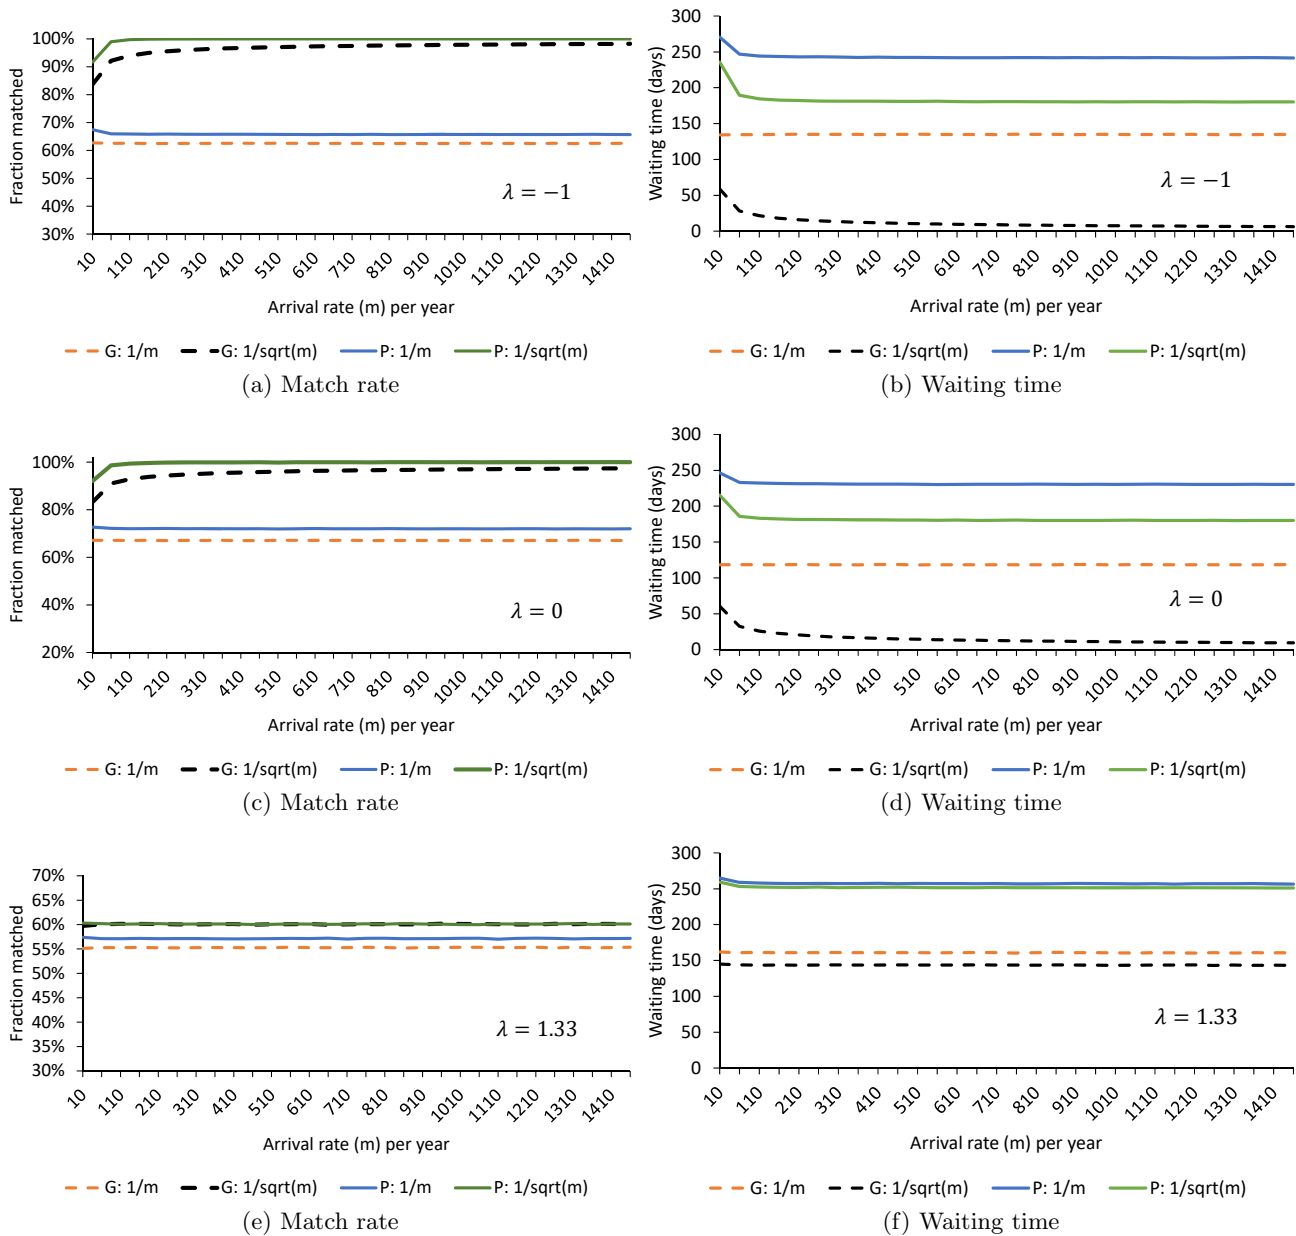 Fraction matched
100%
90%
80%
70%
60%
50%
40%
30%
λ = −1
10 110 210 310 410 510 610 710 810 910 1010 1110 1210 1310 1410
Arrival rate (m) per year
G: 1/m G: 1/sqrt(m) P: 1/m P: 1/sqrt(m)
(a) Match rate
Waiting time (days)
300
250
200
150
100
50
0
λ = −1
10 110 210 310 410 510 610 710 810 910 1010 1110 1210 1310 1410
Arrival rate (m) per year
G: 1/m G: 1/sqrt(m) P: 1/m P: 1/sqrt(m)
(b) Waiting time
Fraction matched
100%
80%
60%
40%
20%
λ = 0
10 110 210 310 410 510 610 710 810 910 1010 1110 1210 1310 1410
Arrival rate (m) per year
G: 1/m G: 1/sqrt(m) P: 1/m P: 1/sqrt(m)
(c) Match rate
Waiting time (days)
300
250
200
150
100
50
0
λ = 0
10 110 210 310 410 510 610 710 810 910 1010 1110 1210 1310 1410
Arrival rate (m) per year
G: 1/m G: 1/sqrt(m) P: 1/m P: 1/sqrt(m)
(d) Waiting time
Fraction matched
70%
65%
60%
55%
50%
45%
40%
35%
30%
λ = 1.33
10 110 210 310 410 510 610 710 810 910 1010 1110 1210 1310 1410
Arrival rate (m) per year
G: 1/m G: 1/sqrt(m) P: 1/m P: 1/sqrt(m)
(e) Match rate
Waiting time (days)
300
250
200
150
100
50
0
λ = 1.33
10 110 210 310 410 510 610 710 810 910 1010 1110 1210 1310 1410
Arrival rate (m) per year
G: 1/m G: 1/sqrt(m) P: 1/m P: 1/sqrt(m)
(f) Waiting time